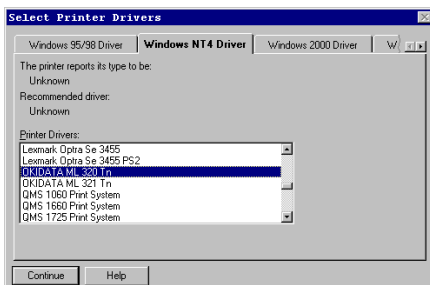 Select Printer Drivers
Windows 95/98 Driver Windows NT4 Driver Windows 2000 Driver W
The printer reports its type to be:
Unknown
Recommended driver:
Unknown
Printer Drivers:
Lexmark Optra Se 3455
Lexmark Optra Se 3455 PS2
OKIDATA ML 320 Tn
OKIDATA ML 321 Tn
QMS 1060 Print System
QMS 1660 Print System
QMS 1725 Print System
Continue Help